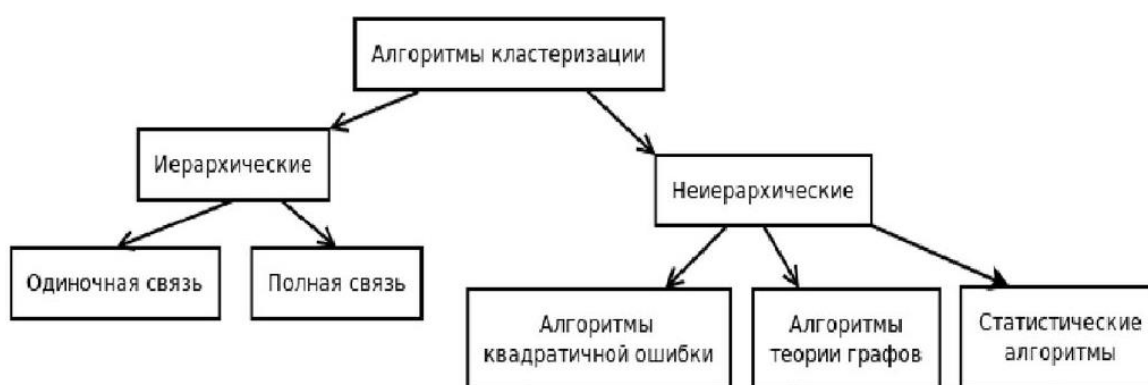 Алгоритмы кластеризации
Иерархические
Неиерархические
Одиночная связь
Полная связь
Алгоритмы
квадратичной ошибки
Алгоритмы
теории графов
Статистические
алгоритмы